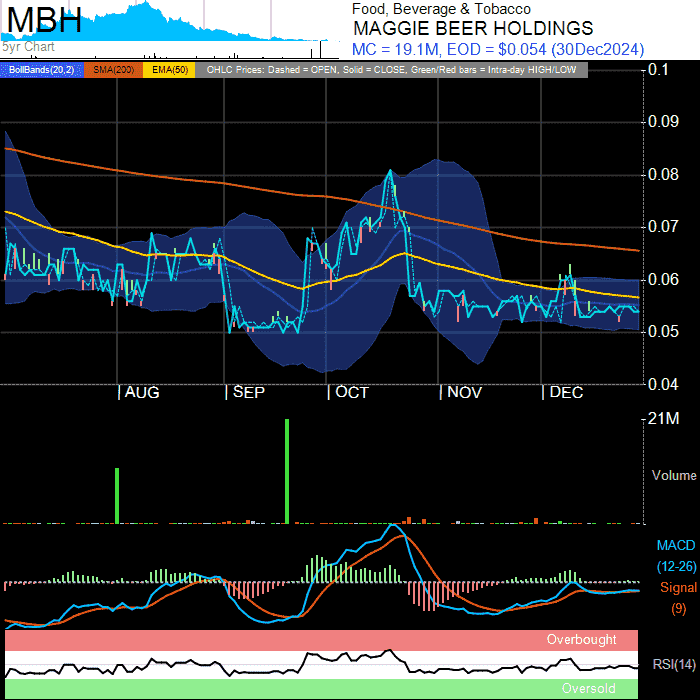 MBH
5yr Chart
Food, Beverage & Tobacco
MAGGIE BEER HOLDINGS
MC = 19.1M, EOD = $0.054 (30Dec2024)
BollBands(20,2) SMA(200) EMA(50) OHLC Prices: Dashed = OPEN, Solid = CLOSE, Green/Red bars = Intra-day HIGH/LOW
0.1
0.09
0.08
0.07
0.06
0.05
0.04
AUG SEP OCT NOV DEC
21M
Volume
MACD
(12-26)
Signal
(9)
Overbought
RSI(14)
Oversold